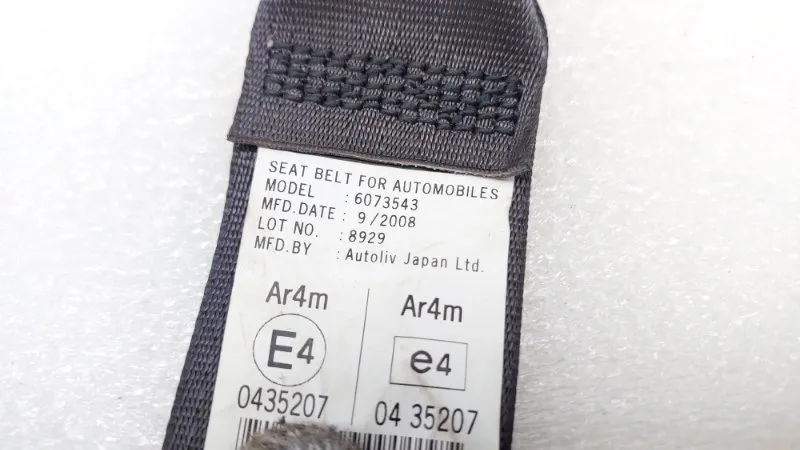 SEAT BELT FOR AUTOMOBILES
MODEL : 6073543
MFD.DATE : 9/2008
LOT NO. : 8929
MFD.BY : Autoliv Japan Ltd.
Ar4m Ar4m
E4 e4
0435207 04 35207